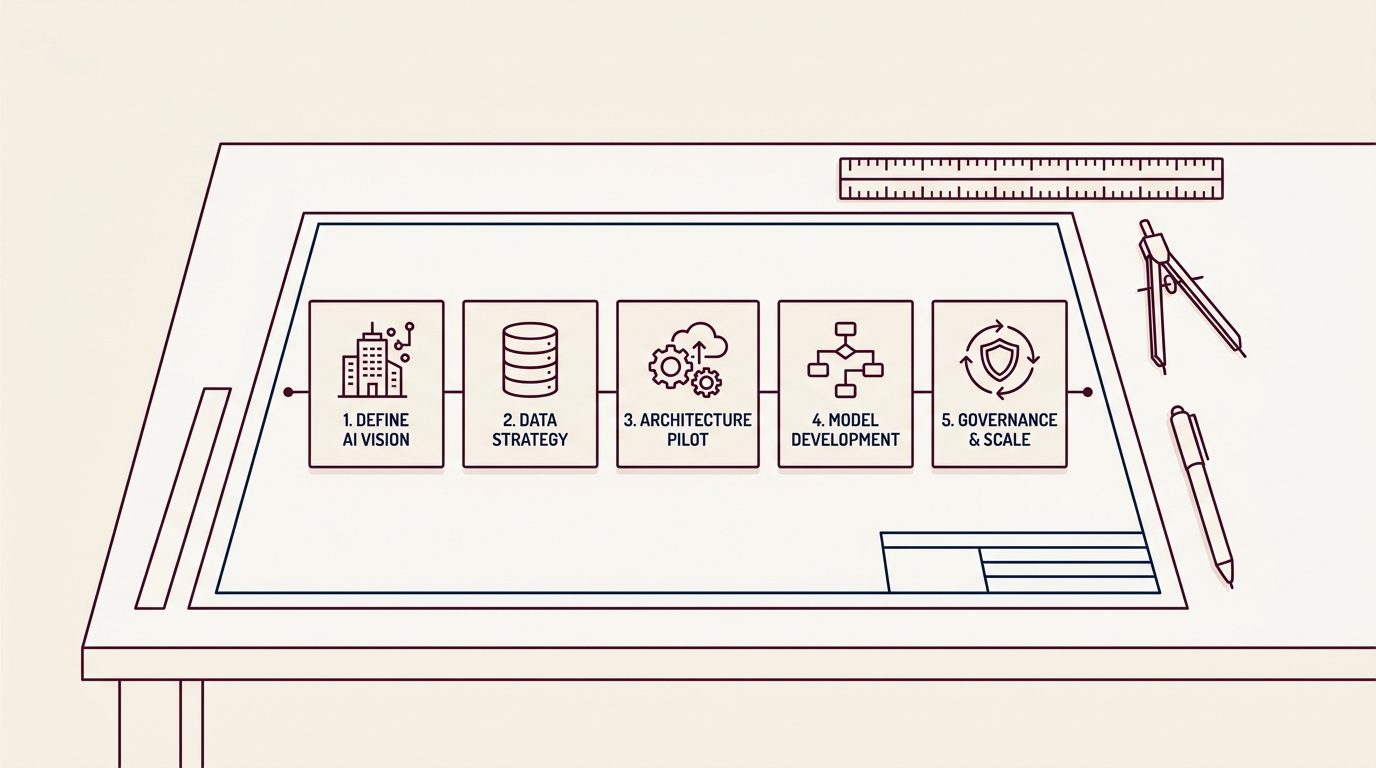 1. DEFINE
AI VISION
2. DATA
STRATEGY
3. ARCHITECTURE
PILOT
4. MODEL
DEVELOPMENT
5. GOVERNANCE
& SCALE